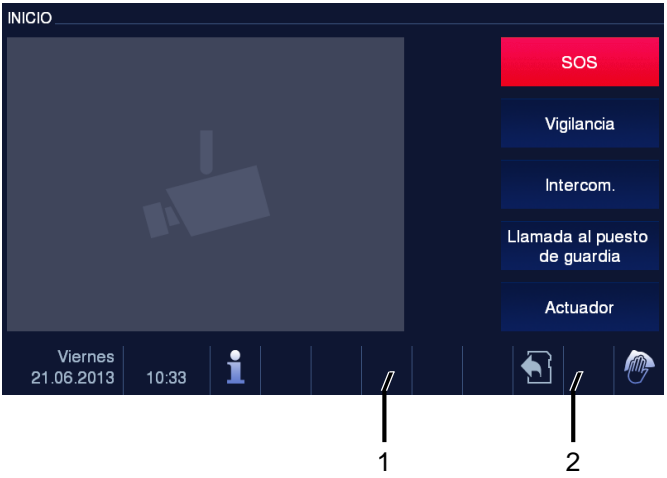 INICIO
SOS
Vigilancia
Intercom.
Llamada al puesto
de guardia
Actuador
Viernes
21.06.2013
10:33
1
2